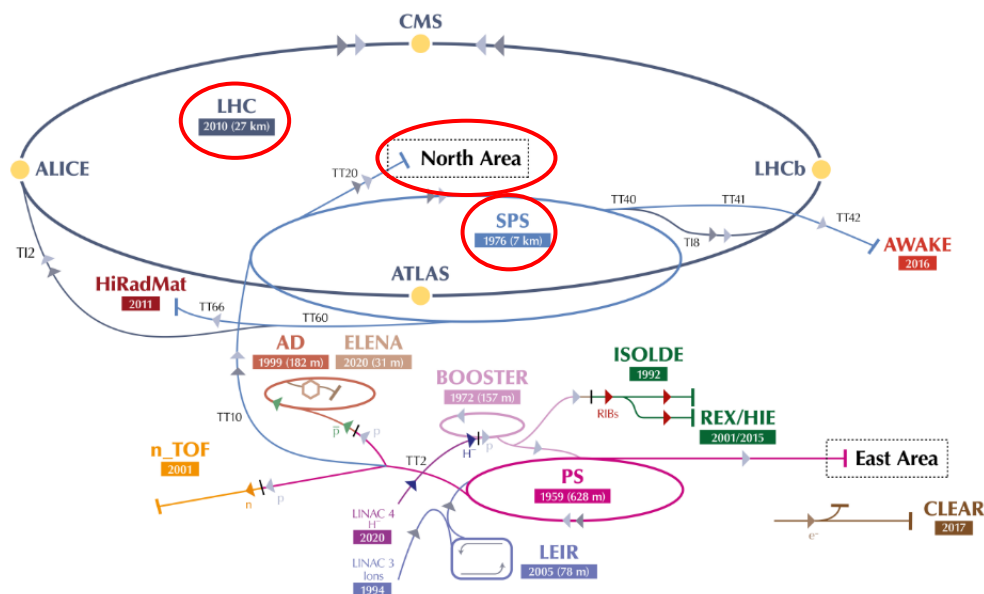 CMS
LHC
2010 (27 km)
North Area
ALICE
TT20
LHCb
SPS
1976 (7 km)
TT40
TT41
TT42
TI8
AWAKE
2016
TI2
ATLAS
HiRadMat
2011
TT66
TT60
AD
1999 (182 m)
ELENA
2020 (31 m)
ISOLDE
1992
BOOSTER
1972 (157 m)
RIBs
REX/HIE
2001/2015
TT10
p̅
p
TT2
H⁻
p
n_TOF
2001
East Area
n
p
PS
1959 (628 m)
LINAC 4
H⁻
2020
CLEAR
2017
e⁻
LINAC 3
Ions
1994
LEIR
2005 (78 m)